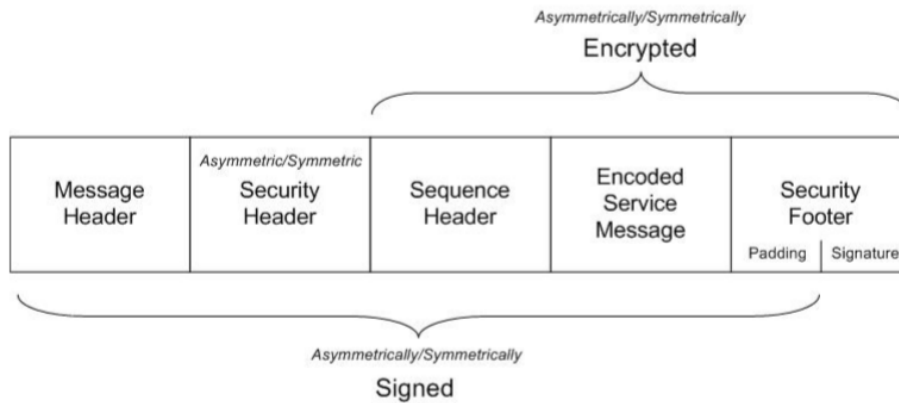 Asymmetrically/Symmetrically
Encrypted
Message
Header
Asymmetric/Symmetric
Security
Header
Sequence
Header
Encoded
Service
Message
Security
Footer
Padding
Signature
Asymmetrically/Symmetrically
Signed